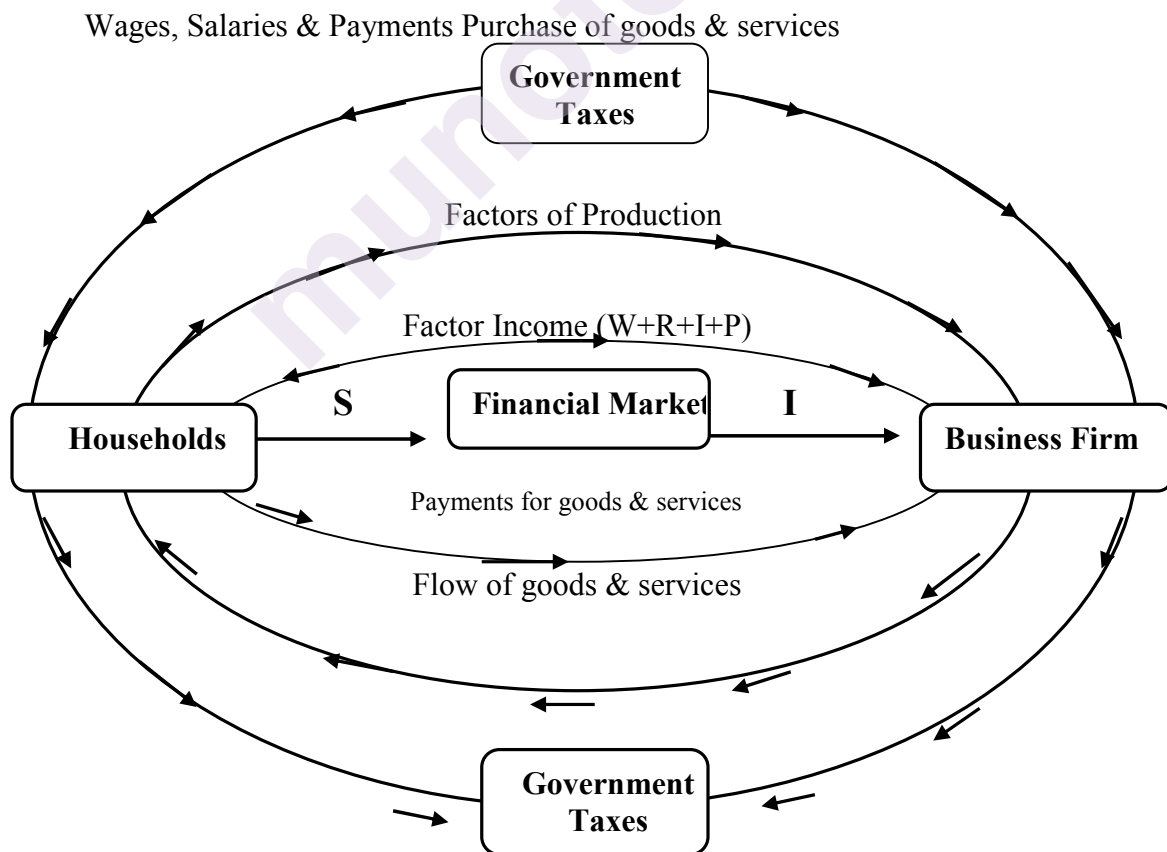 Wages, Salaries & Payments Purchase of goods & services
Government
Taxes
Factors of Production
Factor Income (W+R+I+P)
S
Financial Market
I
Households
Business Firm
Payments for goods & services
Flow of goods & services
Government
Taxes